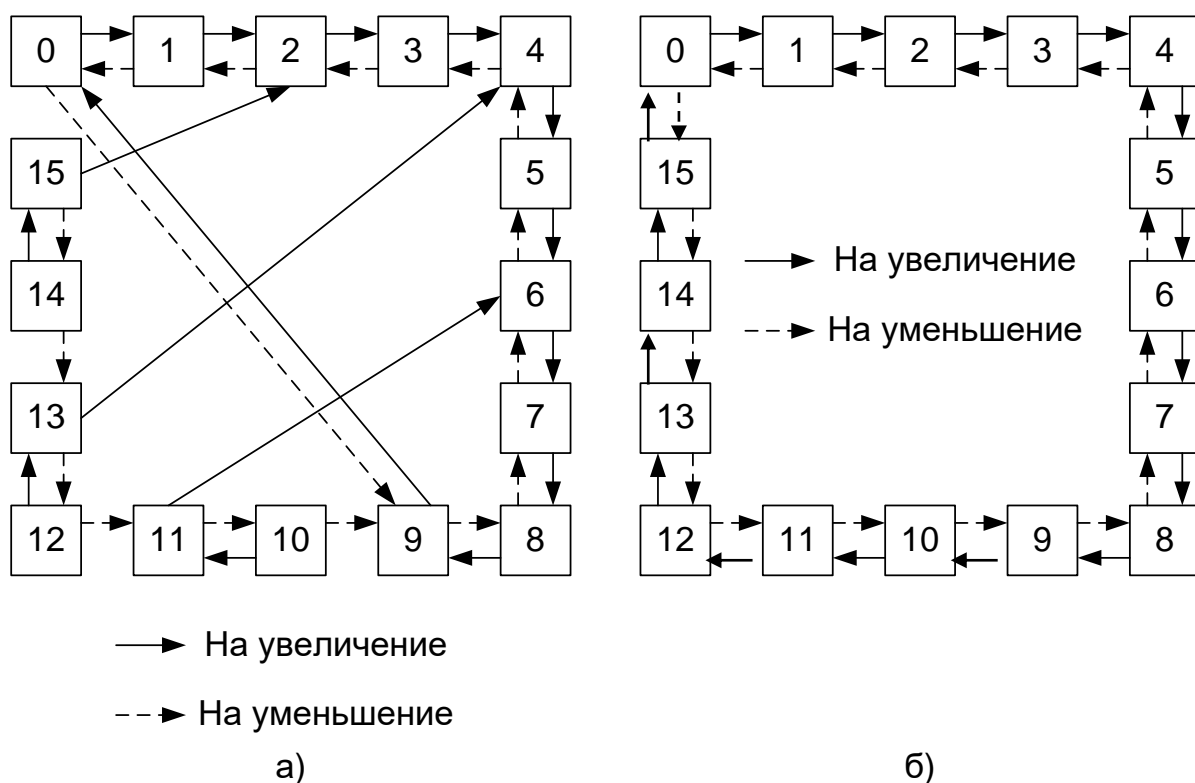 0 1 2 3 4
15 5
14 6
13 7
12 11 10 9 8
На увеличение
На уменьшение
а)
0 1 2 3 4
15 5
14 6
13 7
12 11 10 9 8
На увеличение
На уменьшение
б)